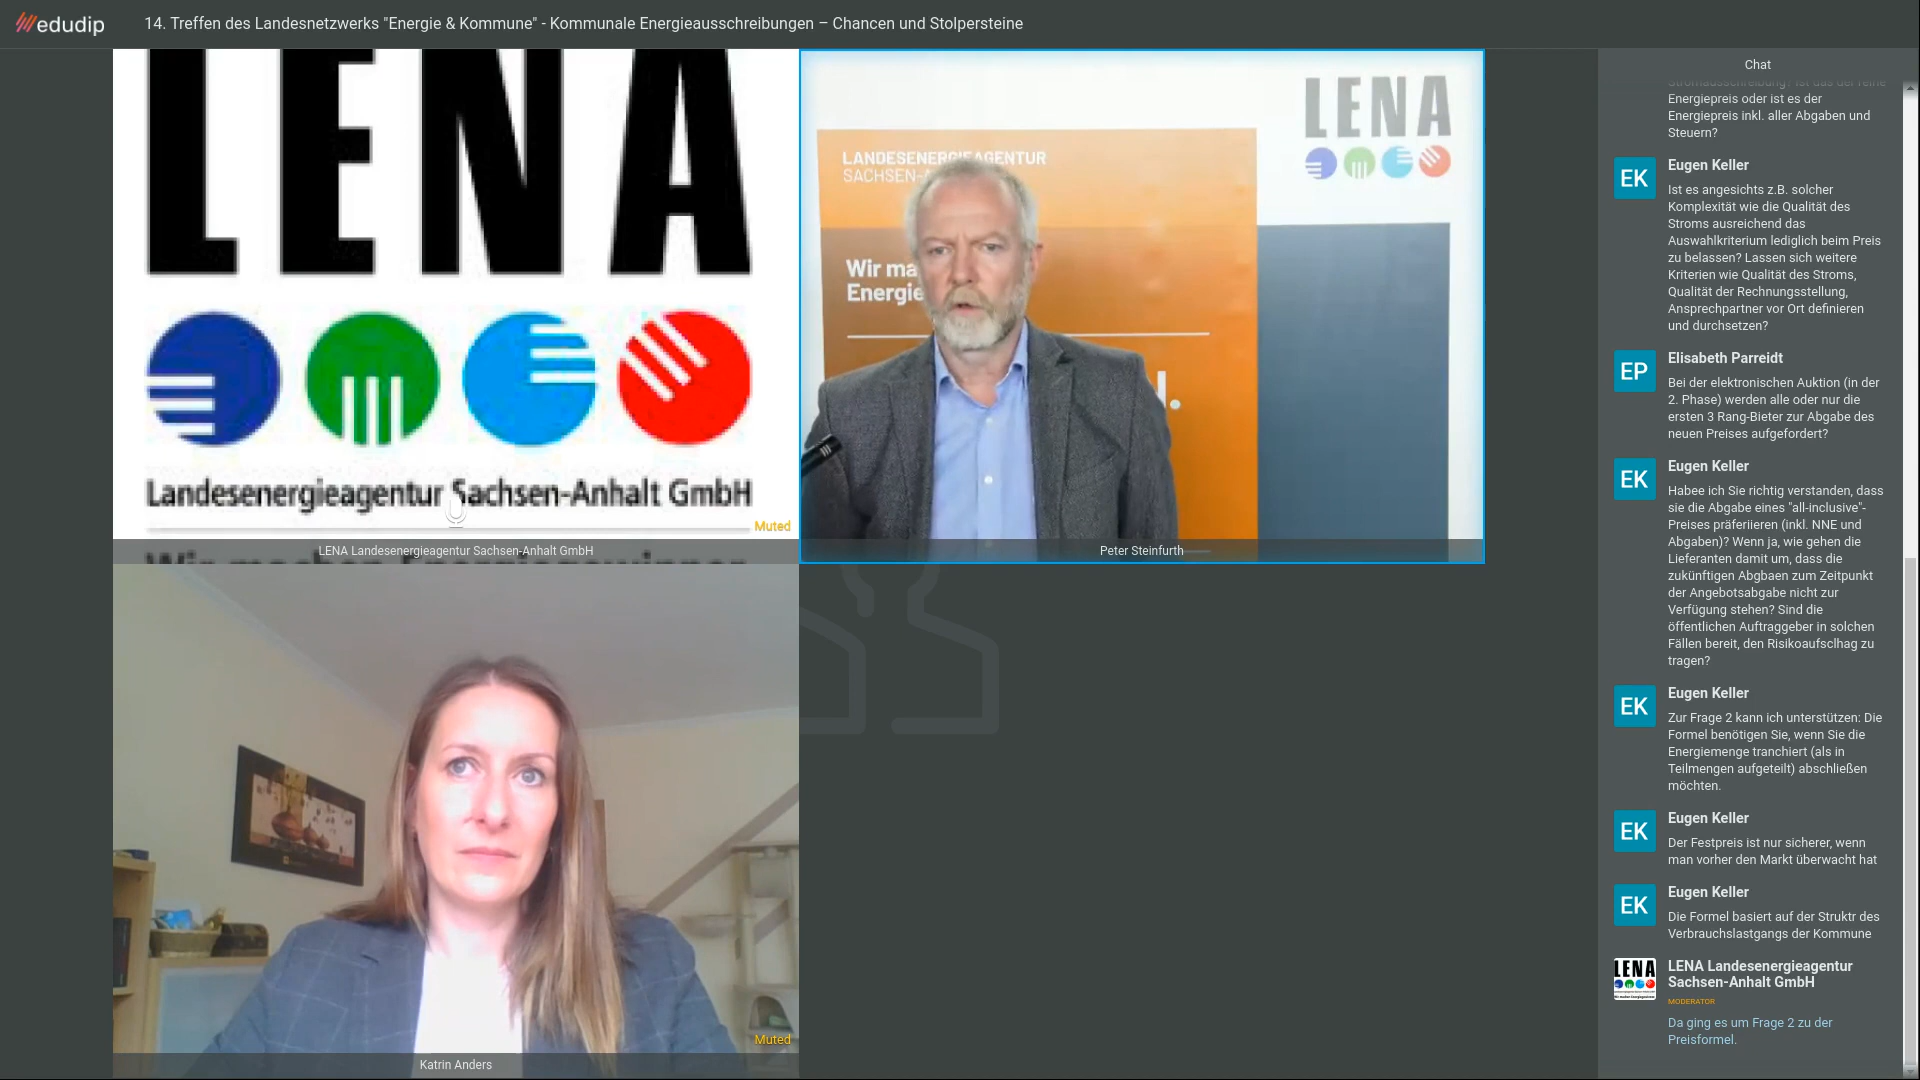 edudip
14. Treffen des Landesnetzwerks "Energie & Kommune" - Kommunale Energieausschreibungen – Chancen und Stolpersteine
LENA
Landesenergieagentur Sachsen-Anhalt GmbH
Muted
LENA Landesenergieagentur Sachsen-Anhalt GmbH
Wir machen Energiegewinner
LENA
LANDESENERGIEAGENTUR
SACHSEN-A
Wir ma
Energie
Peter Steinfurth
Muted
Katrin Anders
Chat
Stromausschreibung? Ist das der reine
Energiepreis oder ist es der
Energiepreis inkl. aller Abgaben und
Steuern?
EK
Eugen Keller
Ist es angesichts z.B. solcher
Komplexität wie die Qualität des
Stroms ausreichend das
Auswahlkriterium lediglich beim Preis
zu belassen? Lassen sich weitere
Kriterien wie Qualität des Stroms,
Qualität der Rechnungsstellung,
Ansprechpartner vor Ort definieren
und durchsetzen?
EP
Elisabeth Parreidt
Bei der elektronischen Auktion (in der
2. Phase) werden alle oder nur die
ersten 3 Rang-Bieter zur Abgabe des
neuen Preises aufgefordert?
EK
Eugen Keller
Habee ich Sie richtig verstanden, dass
sie die Abgabe eines "all-inclusive"-
Preises präferiieren (inkl. NNE und
Abgaben)? Wenn ja, wie gehen die
Lieferanten damit um, dass die
zukünftigen Abgbaen zum Zeitpunkt
der Angebotsabgabe nicht zur
Verfügung stehen? Sind die
öffentlichen Auftraggeber in solchen
Fällen bereit, den Risikoaufsclhag zu
tragen?
EK
Eugen Keller
Zur Frage 2 kann ich unterstützen: Die
Formel benötigen Sie, wenn Sie die
Energiemenge tranchiert (als in
Teilmengen aufgeteilt) abschließen
möchten.
EK
Eugen Keller
Der Festpreis ist nur sicherer, wenn
man vorher den Markt überwacht hat
EK
Eugen Keller
Die Formel basiert auf der Struktr des
Verbrauchslastgangs der Kommune
LENA
LENA Landesenergieagentur
Sachsen-Anhalt GmbH
MODERATOR
Da ging es um Frage 2 zu der
Preisformel.